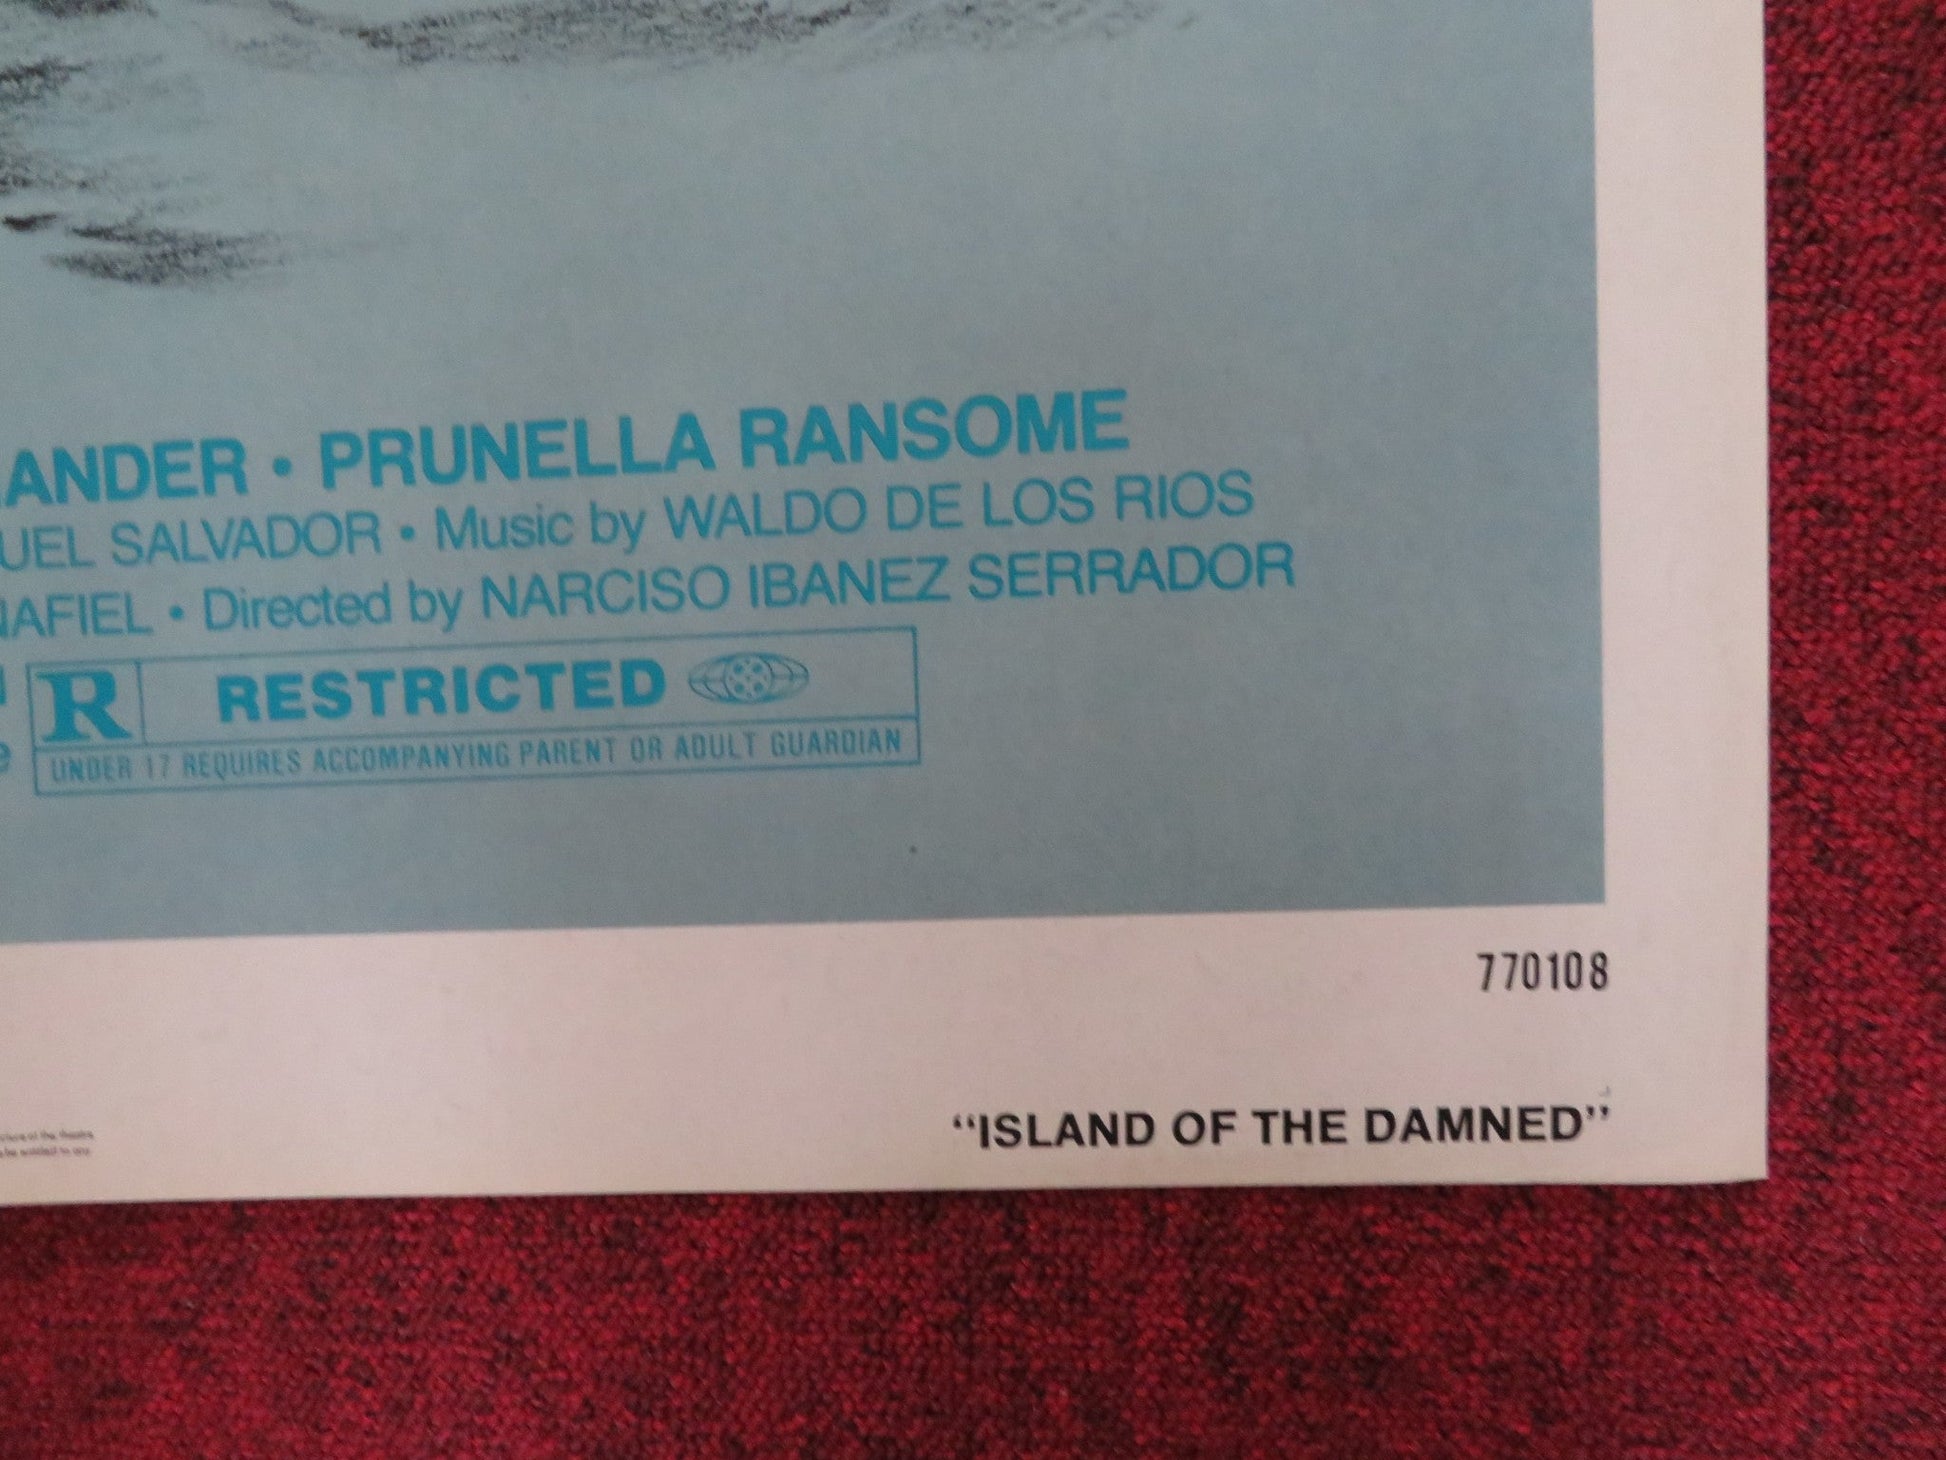 ANDER • PRUNELLA RANSOME
UEL SALVADOR • Music by WALDO DE LOS RIOS
NAFIEL • Directed by NARCISO IBANEZ SERRADOR
R RESTRICTED
UNDER 17 REQUIRES ACCOMPANYING PARENT OR ADULT GUARDIAN
770108
"ISLAND OF THE DAMNED"